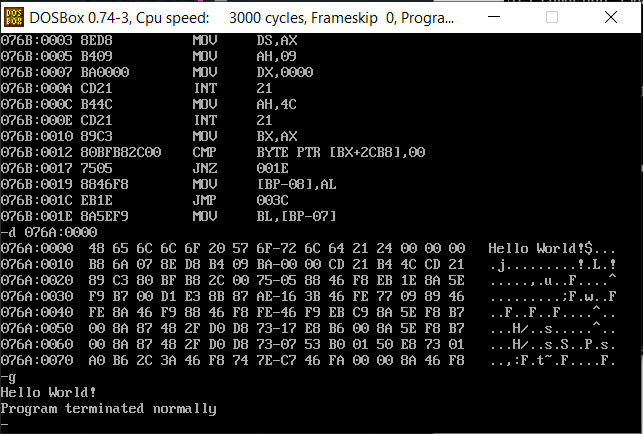 DOSBox 0.74-3, Cpu speed: 3000 cycles, Frameskip 0, Progra...
076B:0003 8ED8 MOV DS,AX
076B:0005 B409 MOV AH,09
076B:0007 BA0000 MOV DX,0000
076B:000A CD21 INT 21
076B:000C B44C MOV AH,4C
076B:000E CD21 INT 21
076B:0010 89C3 MOV BX,AX
076B:0012 80BFB82C00 CMP BYTE PTR [BX+2CB8],00
076B:0017 7505 JNZ 001E
076B:0019 8846F8 MOV [BP-08],AL
076B:001C EB1E JMP 003C
076B:001E 8A5EF9 MOV BL,[BP-07]
-d 076A:0000
076A:0000 48 65 6C 6C 6F 20 57 6F-72 6C 64 21 24 00 00 00 Hello World!$...
076A:0010 B8 6A 07 8E D8 B4 09 BA-00 00 CD 21 B4 4C CD 21 .j.........!.L.!
076A:0020 89 C3 80 BF B8 2C 00 75-05 88 46 F8 EB 1E 8A 5E .....,.u..F....^
076A:0030 F9 B7 00 D1 E3 8B 87 AE-16 3B 46 FE 77 09 89 46 .........;F.w..F
076A:0040 FE 8A 46 F9 88 46 F8 FE-46 F9 EB C9 8A 5E F8 B7 ..F..F..F....^..
076A:0050 00 8A 87 48 2F D0 D8 73-17 E8 B6 00 8A 5E F8 B7 ...H/..s.....^..
076A:0060 00 8A 87 48 2F D0 D8 73-07 53 B0 01 50 E8 73 01 ...H/..s.S..P.s.
076A:0070 A0 B6 2C 3A 46 F8 74 7E-C7 46 FA 00 00 8A 46 F8 ..,:F.t~.F....F.
-g
Hello World!
Program terminated normally
-